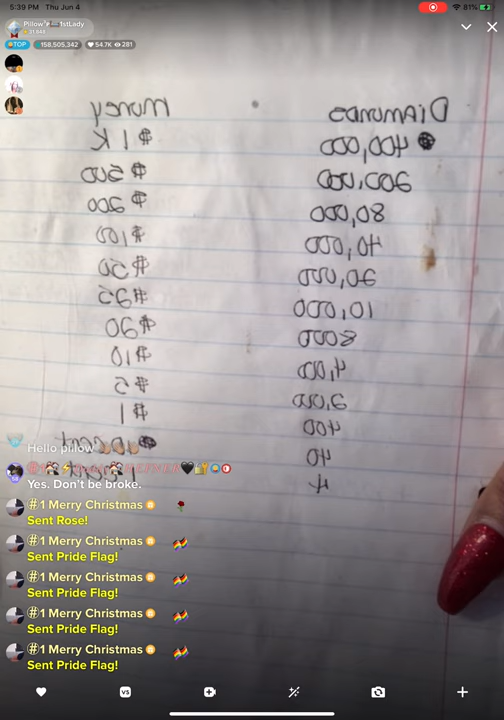 5:39 PM Thu Jun 4
81%
1stLady
TOP
158,505,342
54.7K
281
Diamonds Money
400,000 $1K
200,000 $500
80,000 $200
40,000 $100
20,000 $50
10,000 $25
8000 $20
4,000 $10
2,000 $5
400 $1
40 10 cent
4
Hello pillow
Yes. Don't be broke.
#1 Merry Christmas
Sent Rose!
#1 Merry Christmas
Sent Pride Flag!
#1 Merry Christmas
Sent Pride Flag!
#1 Merry Christmas
Sent Pride Flag!
#1 Merry Christmas
Sent Pride Flag!
VS